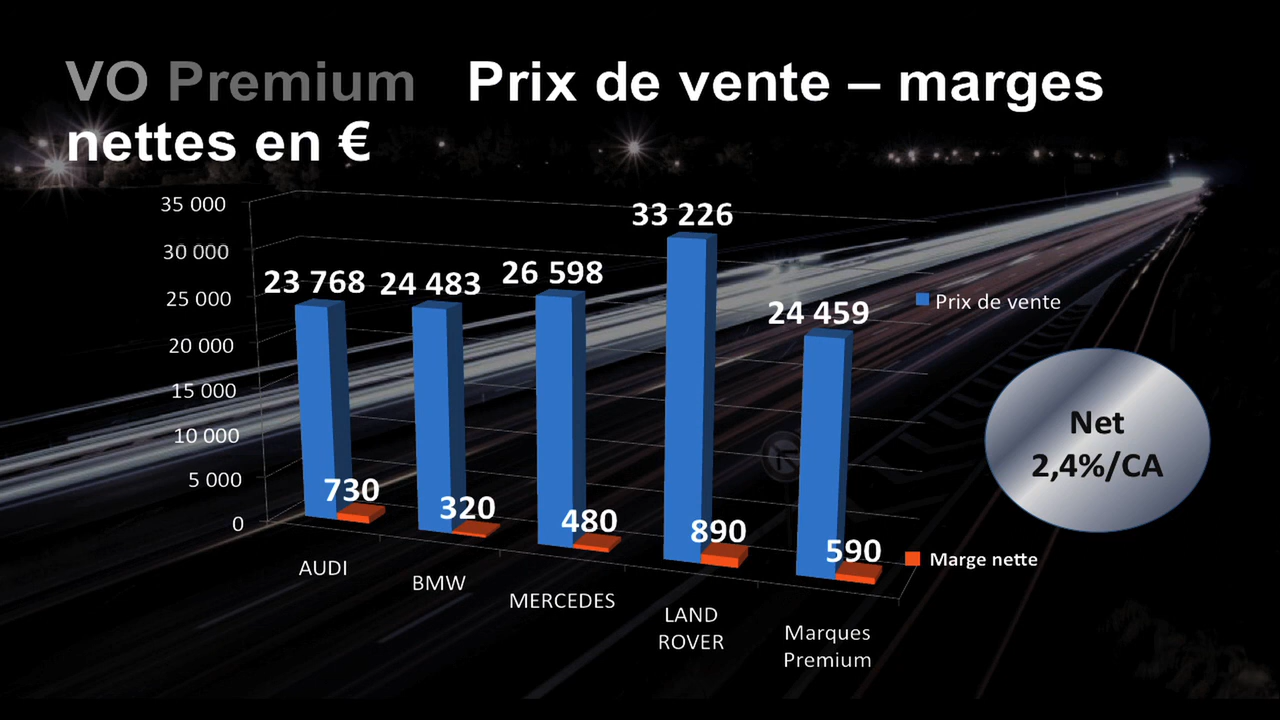 VO Premium Prix de vente – marges
nettes en €
35 000
30 000
25 000
20 000
15 000
10 000
5 000
0
23 768
24 483
26 598
33 226
24 459
730
320
480
890
590
AUDI
BMW
MERCEDES
LAND
ROVER
Marques
Premium
Prix de vente
Marge nette
Net
2,4%/CA